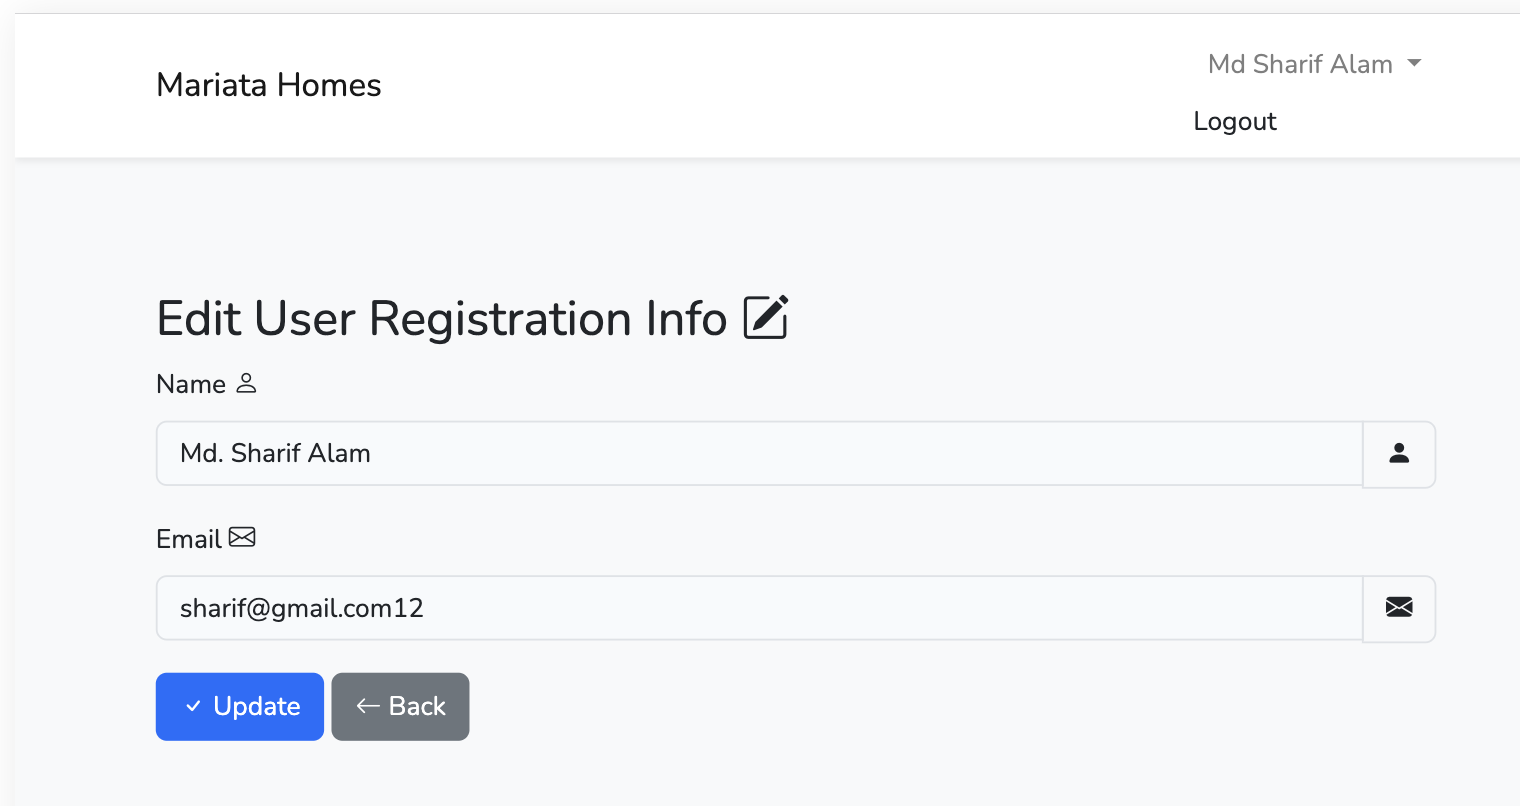 Mariata Homes
Md Sharif Alam
Logout
Edit User Registration Info
Name
Md. Sharif Alam
Email
sharif@gmail.com12
Update
Back